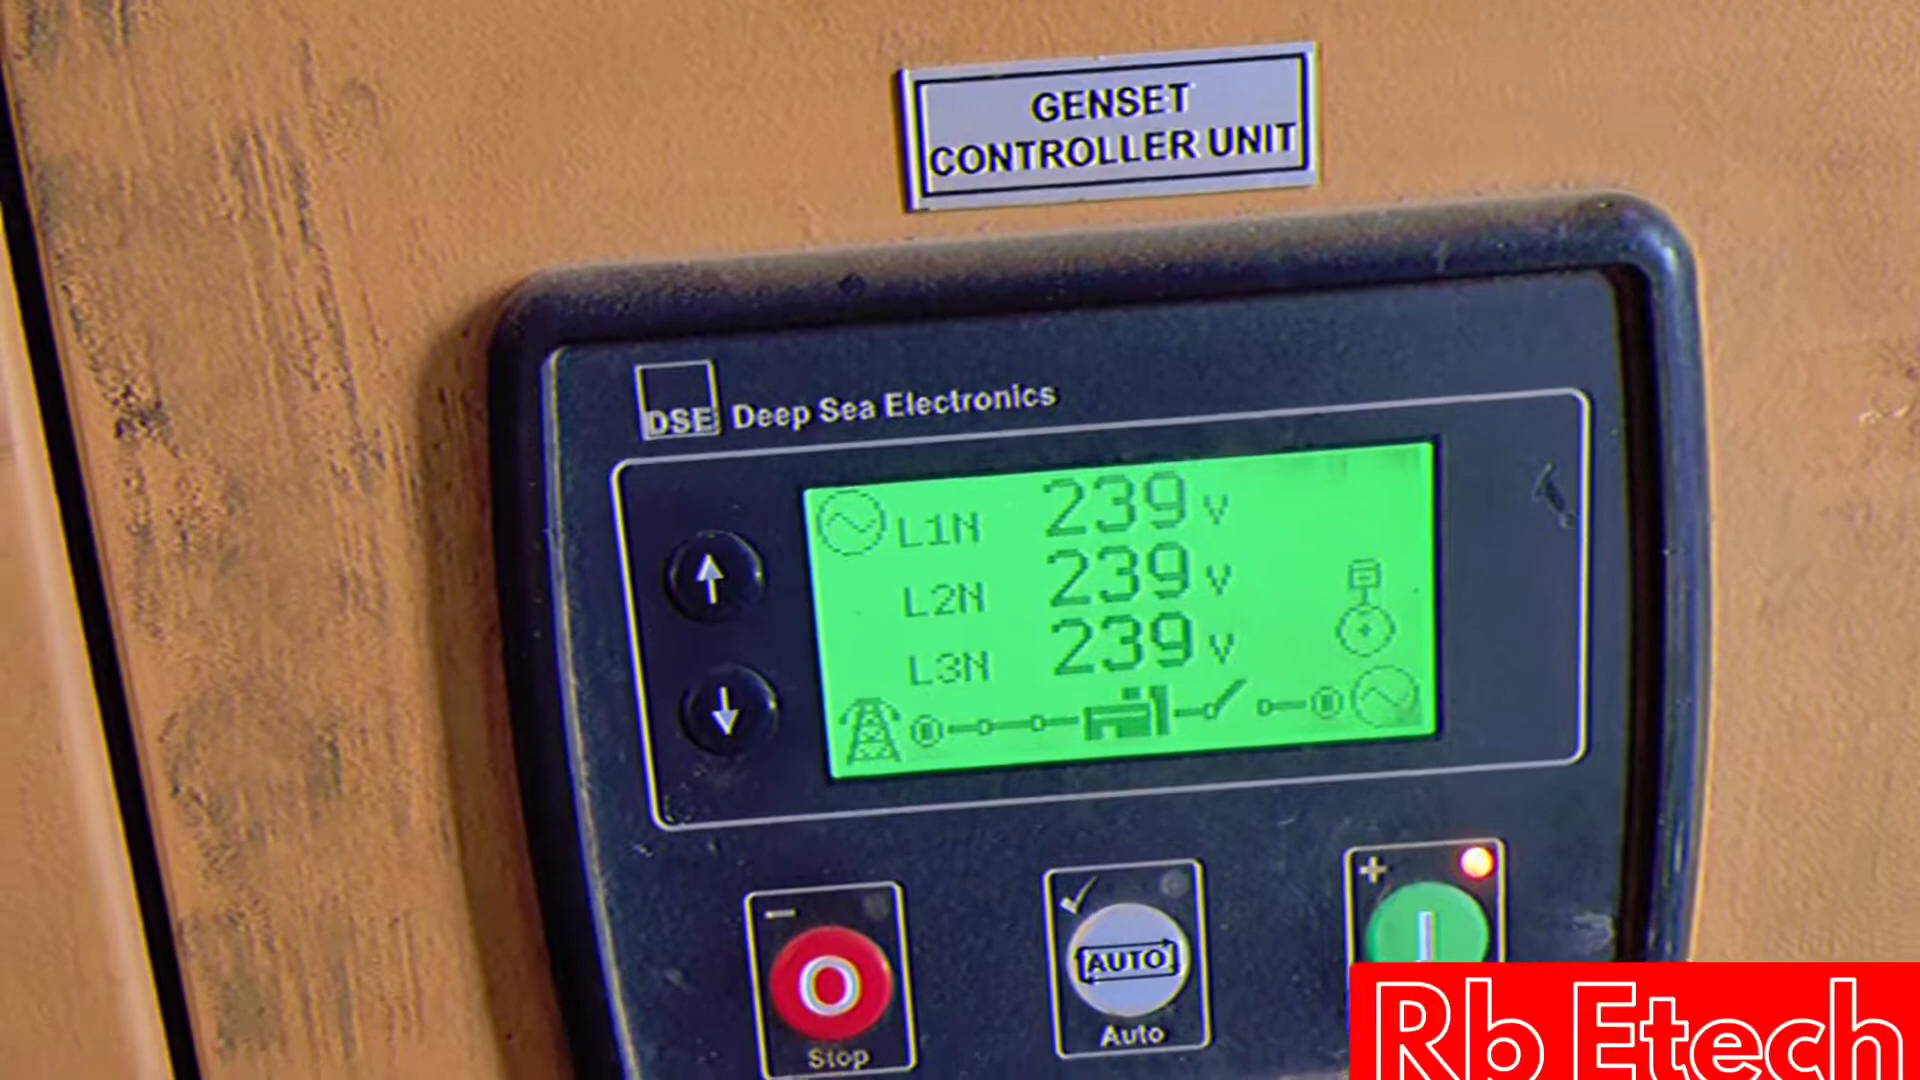 GENSET
CONTROLLER UNIT
DSE Deep Sea Electronics
L1N 239 V
L2N 239 V
L3N 239 V
AUTO
Stop
Auto
Rb Etech